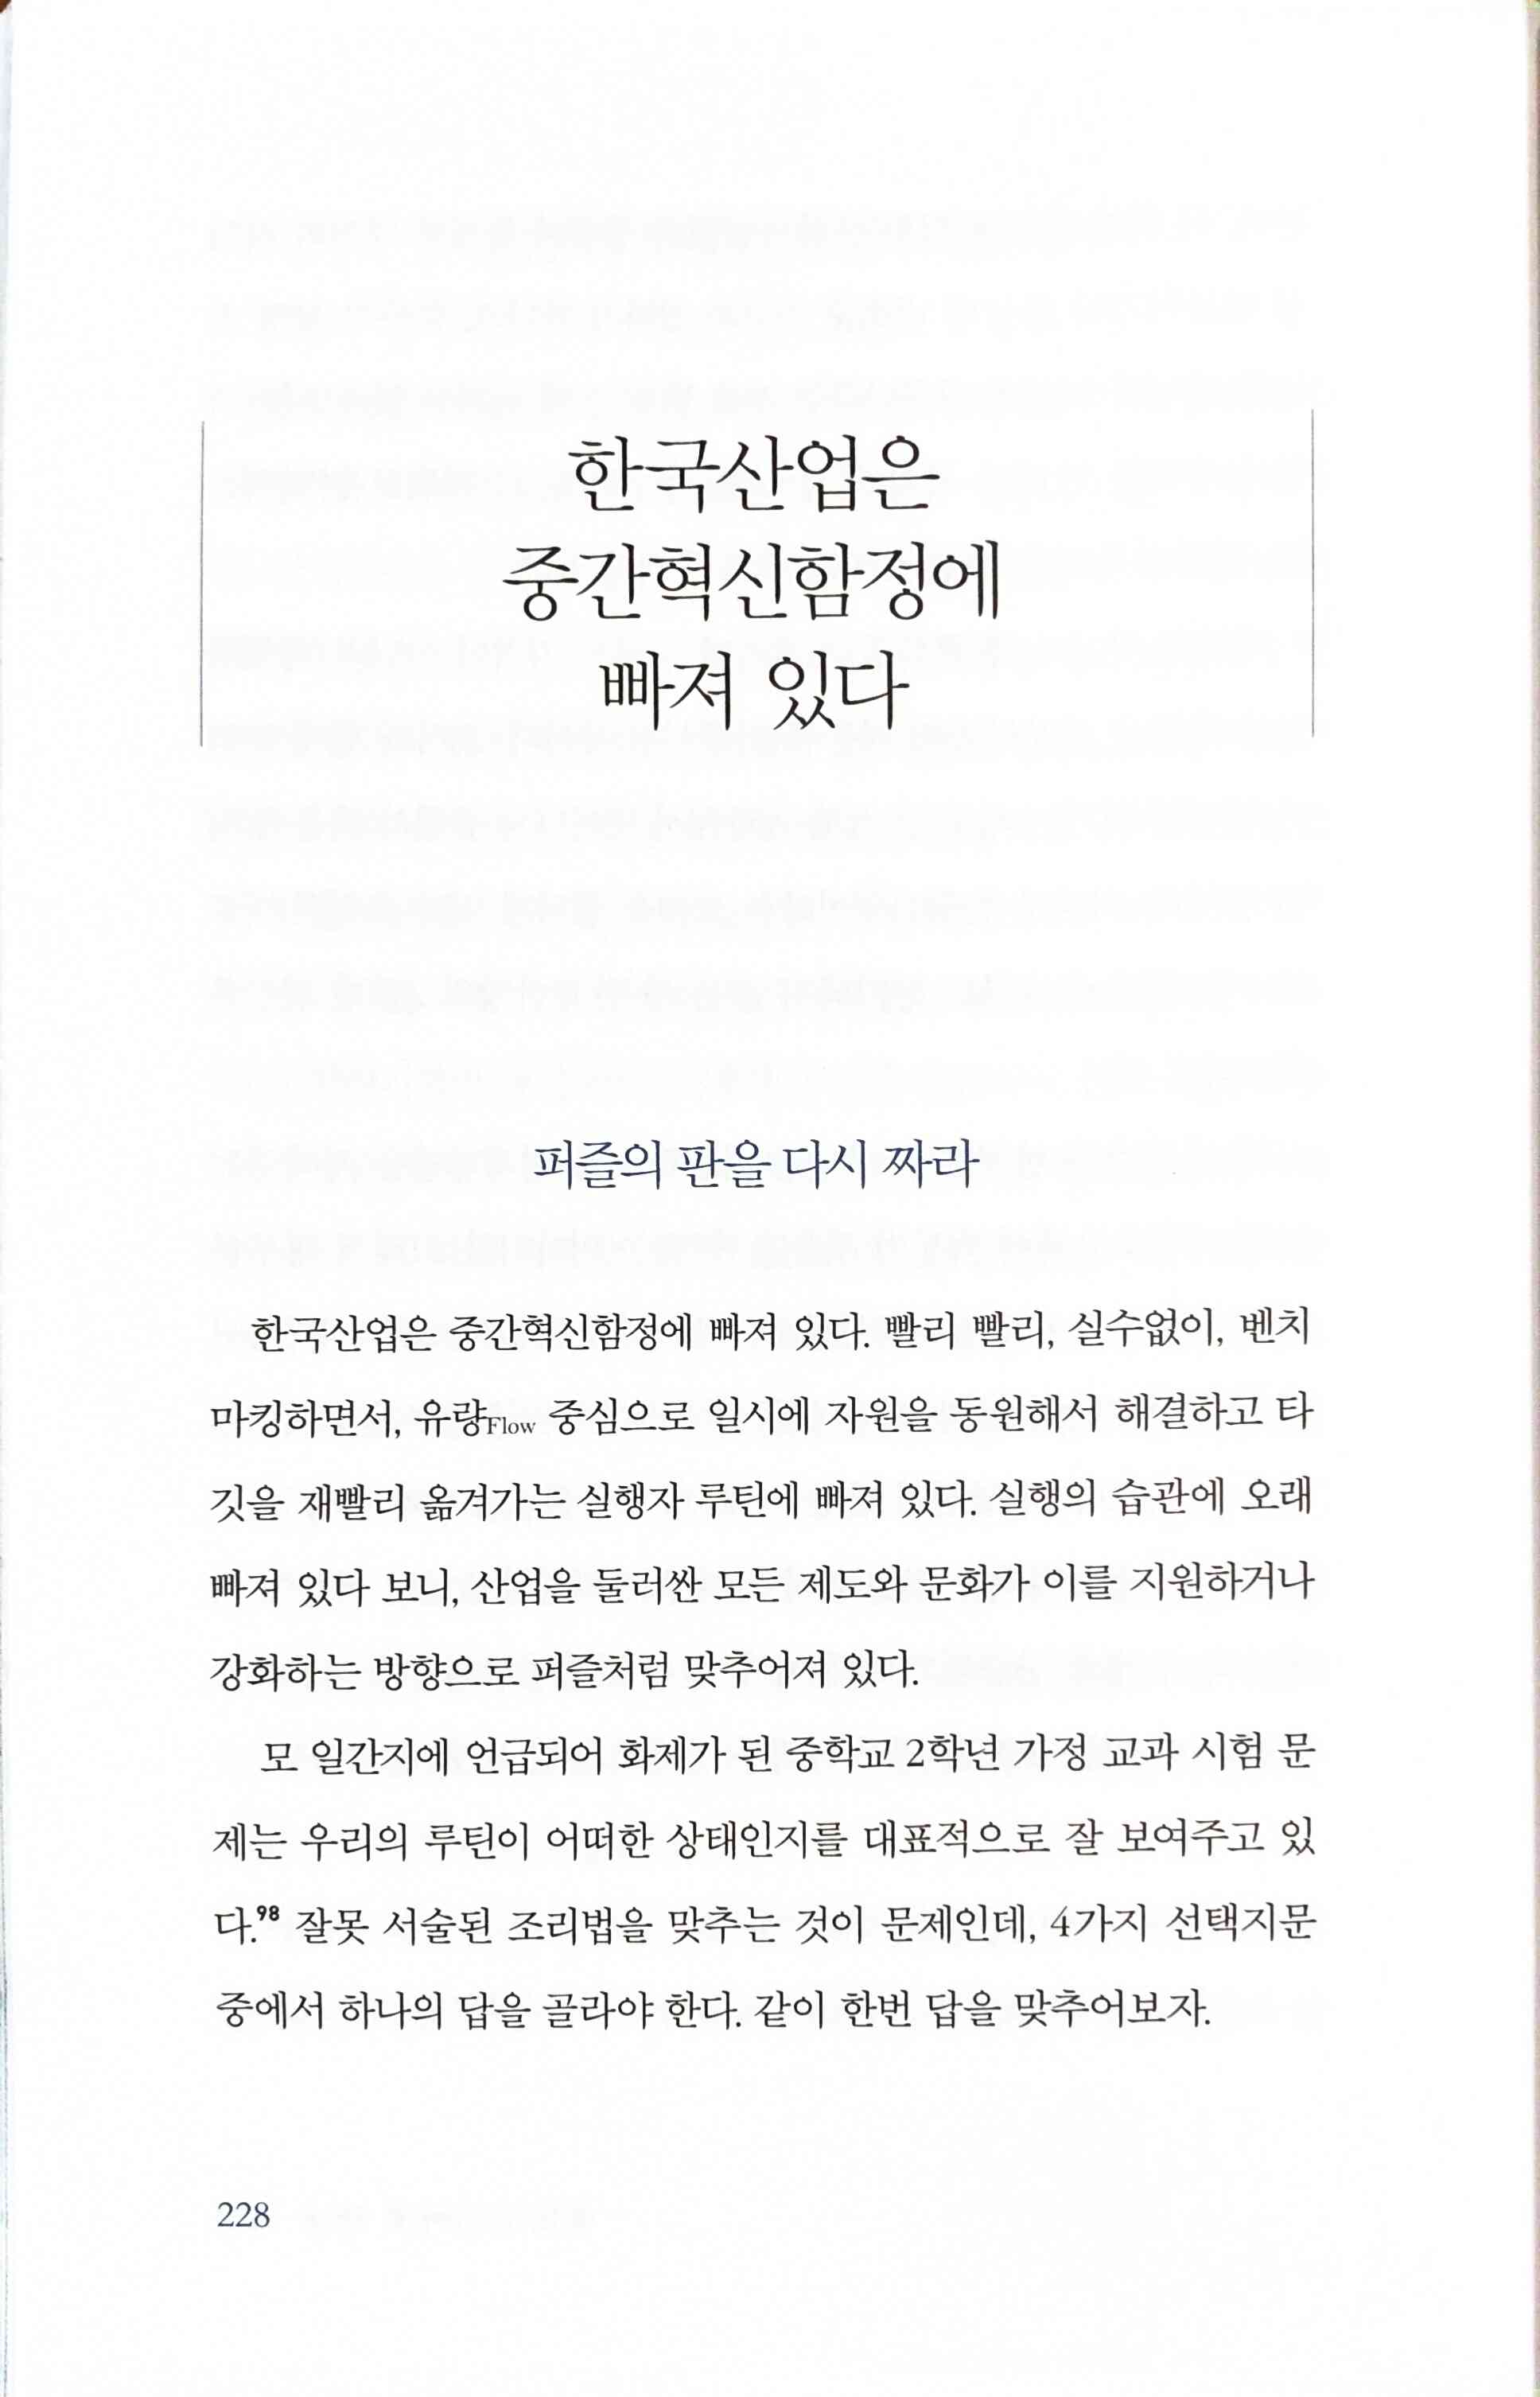 한국산업은
중간혁신함정에
빠져 있다
퍼즐의 판을 다시 짜라
한국산업은 중간혁신함정에 빠져 있다. 빨리 빨리, 실수없이, 벤치
마킹하면서, 유량Flow 중심으로 일시에 자원을 동원해서 해결하고 타
깃을 재빨리 옮겨가는 실행자 루틴에 빠져 있다. 실행의 습관에 오래
빠져 있다 보니, 산업을 둘러싼 모든 제도와 문화가 이를 지원하거나
강화하는 방향으로 퍼즐처럼 맞추어져 있다.
모 일간지에 언급되어 화제가 된 중학교 2학년 가정 교과 시험 문
제는 우리의 루틴이 어떠한 상태인지를 대표적으로 잘 보여주고 있
다.98 잘못 서술된 조리법을 맞추는 것이 문제인데, 4가지 선택지문
중에서 하나의 답을 골라야 한다. 같이 한번 답을 맞추어보자.
228